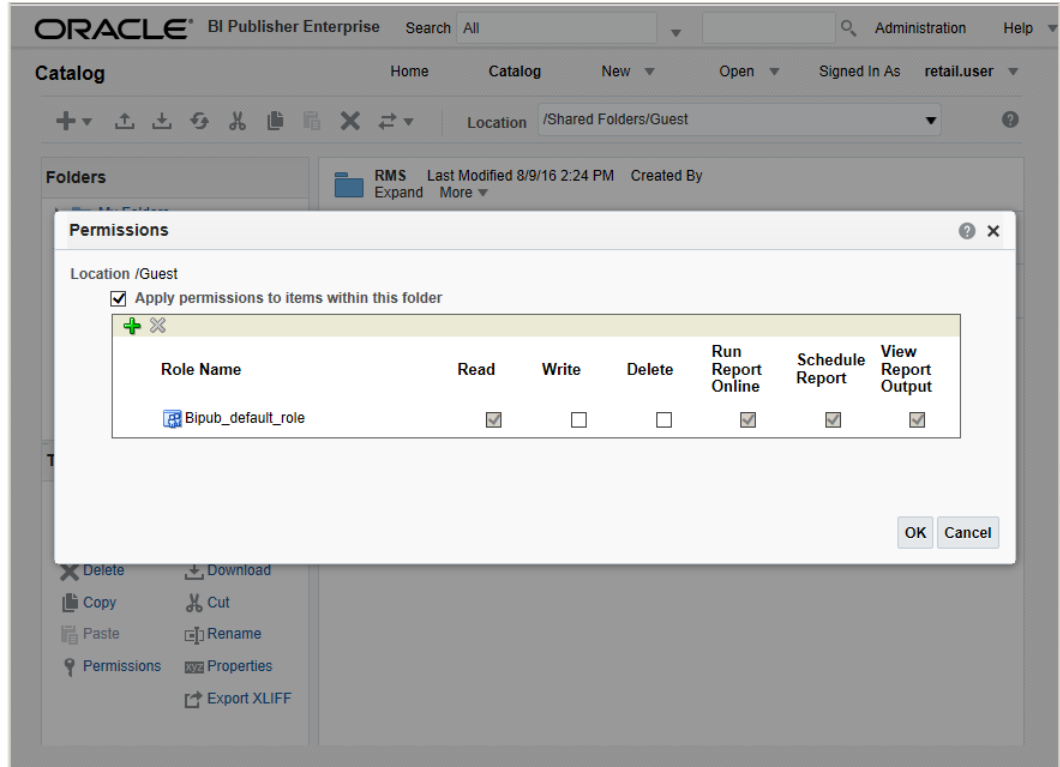 ORACLE BI Publisher Enterprise Search All Administration Help
Catalog Home Catalog New Open Signed In As retail.user
Location /Shared Folders/Guest
Folders
RMS Last Modified 8/9/16 2:24 PM Created By
Expand More
My Folders
Permissions
Location /Guest
Apply permissions to items within this folder
Role Name Read Write Delete Run Report Online Schedule Report View Report Output
Bipub_default_role
T
OK Cancel
Delete Download
Copy Cut
Paste Rename
Permissions xyz Properties
Export XLIFF